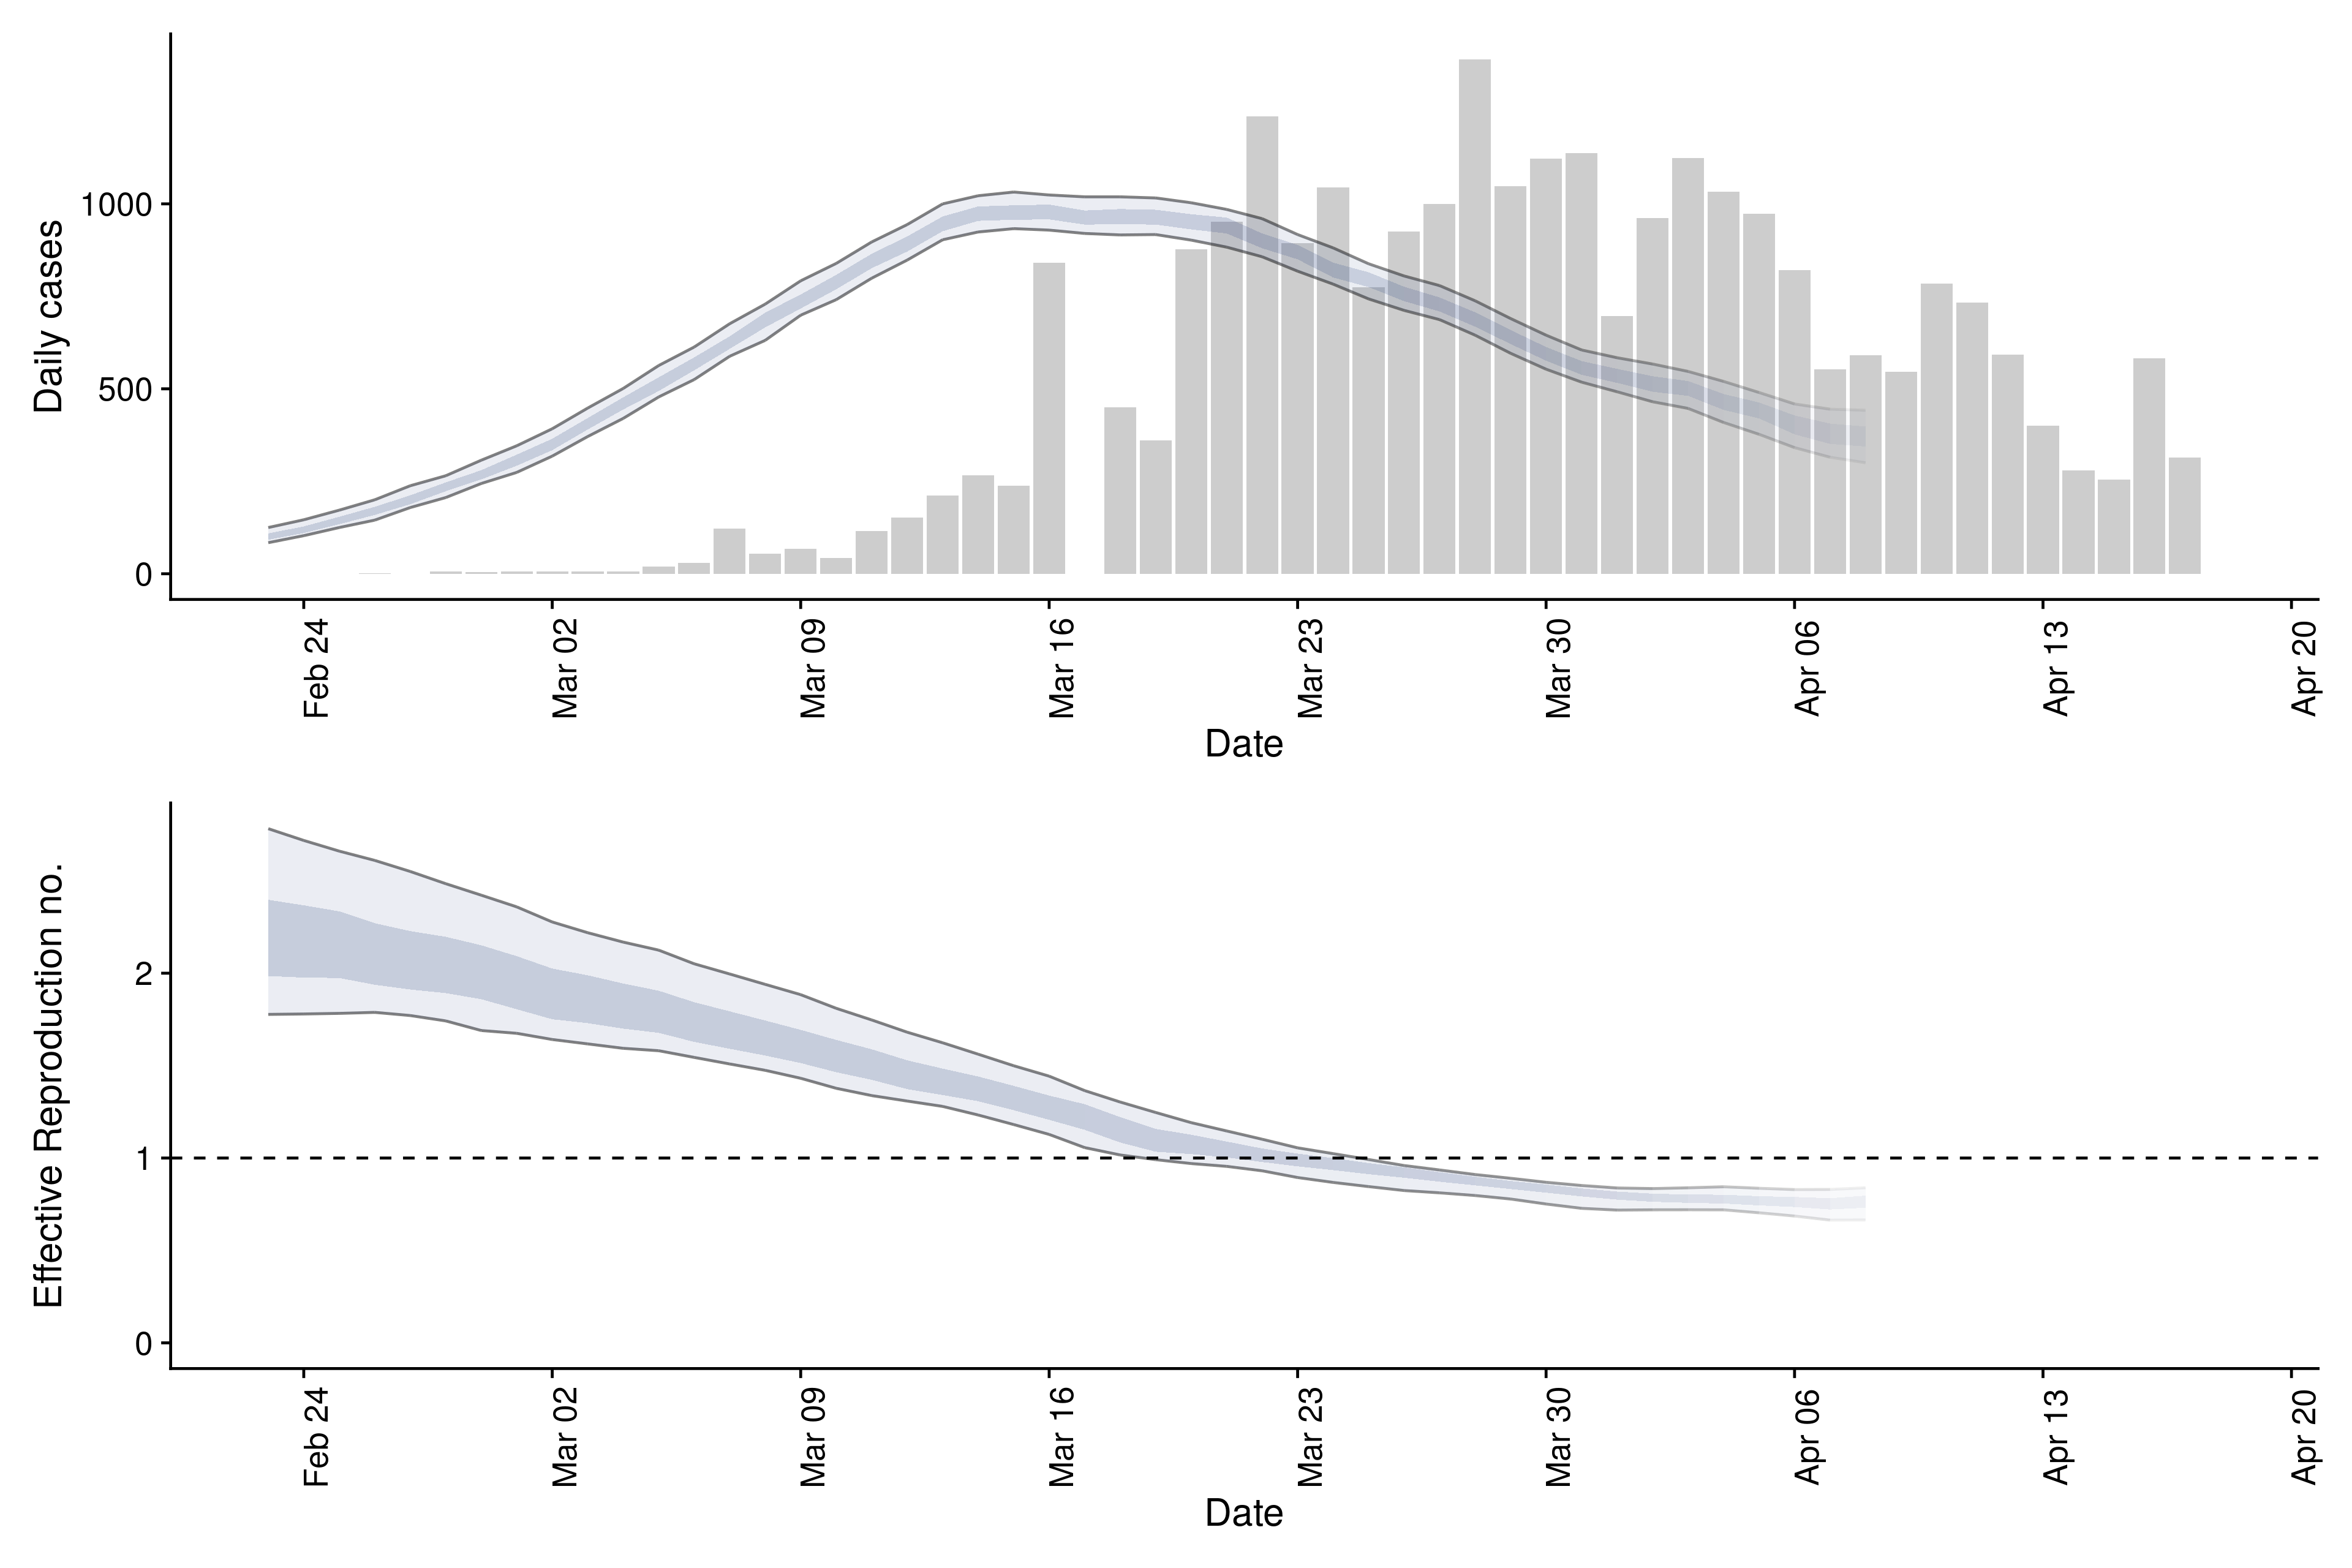 Daily cases
1000
500
0
Feb 24
Mar 02
Mar 09
Mar 16
Mar 23
Mar 30
Apr 06
Apr 13
Apr 20
Date
Effective Reproduction no.
2
1
0
Feb 24
Mar 02
Mar 09
Mar 16
Mar 23
Mar 30
Apr 06
Apr 13
Apr 20
Date